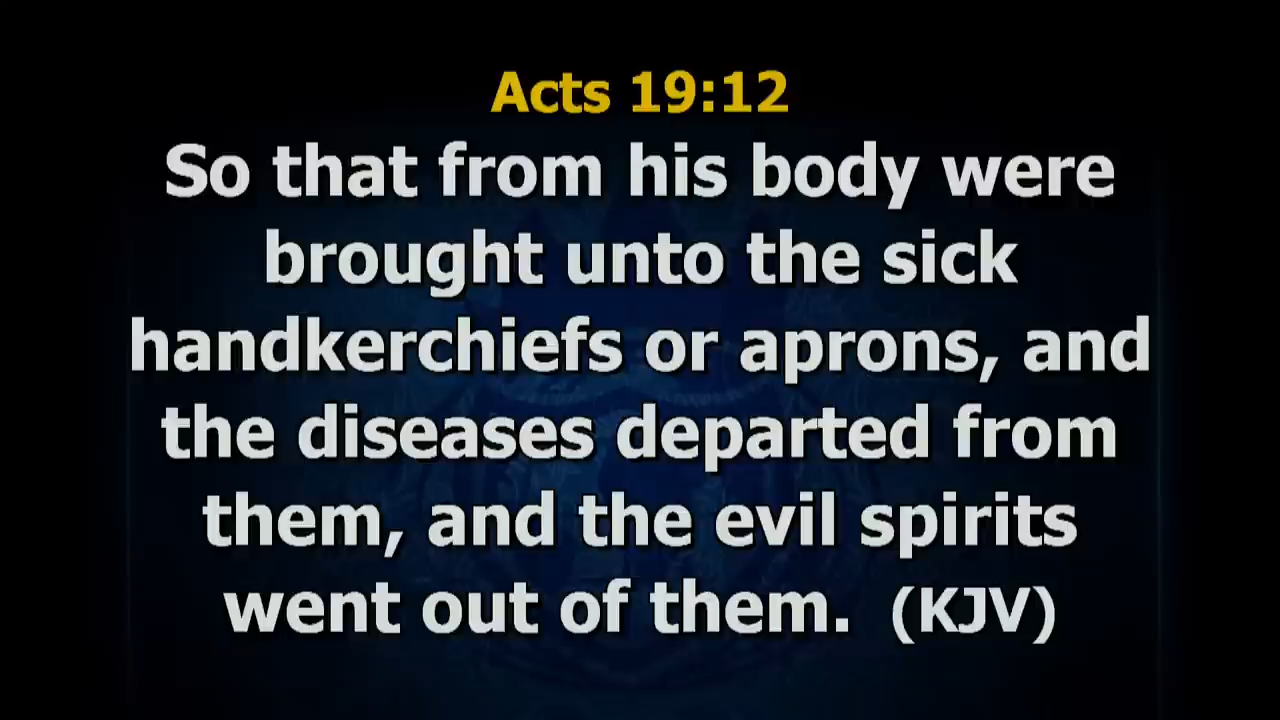 Acts 19:12
So that from his body were
brought unto the sick
handkerchiefs or aprons, and
the diseases departed from
them, and the evil spirits
went out of them. (KJV)